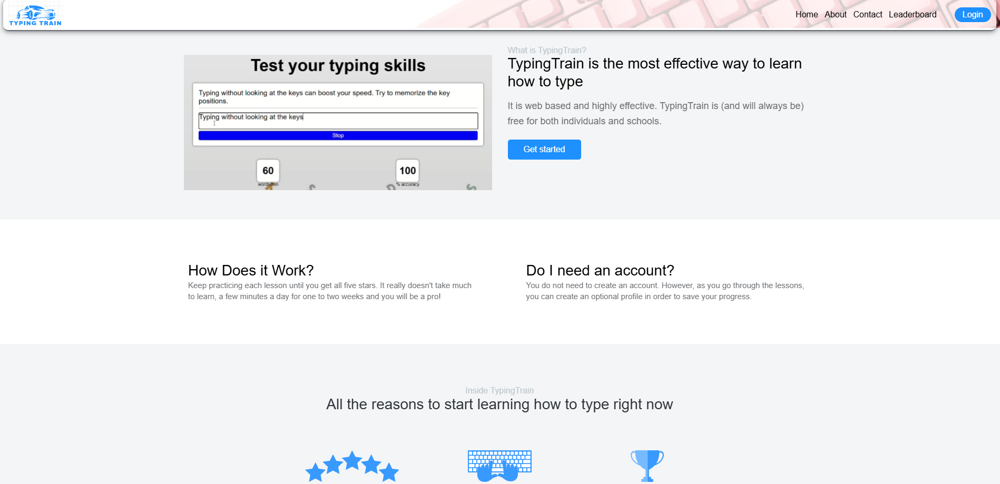 TYPING TRAIN
Home About Contact Leaderboard Login
Test your typing skills
Typing without looking at the keys can boost your speed. Try to memorize the key
positions.
Typing without looking at the keys
Stop
60
words/min
100
% accuracy
A S D S
What is TypingTrain?
TypingTrain is the most effective way to learn
how to type
It is web based and highly effective. TypingTrain is (and will always be)
free for both individuals and schools.
Get started
How Does it Work?
Keep practicing each lesson until you get all five stars. It really doesn't take much
to learn, a few minutes a day for one to two weeks and you will be a pro!
Do I need an account?
You do not need to create an account. However, as you go through the lessons,
you can create an optional profile in order to save your progress.
Inside TypingTrain
All the reasons to start learning how to type right now